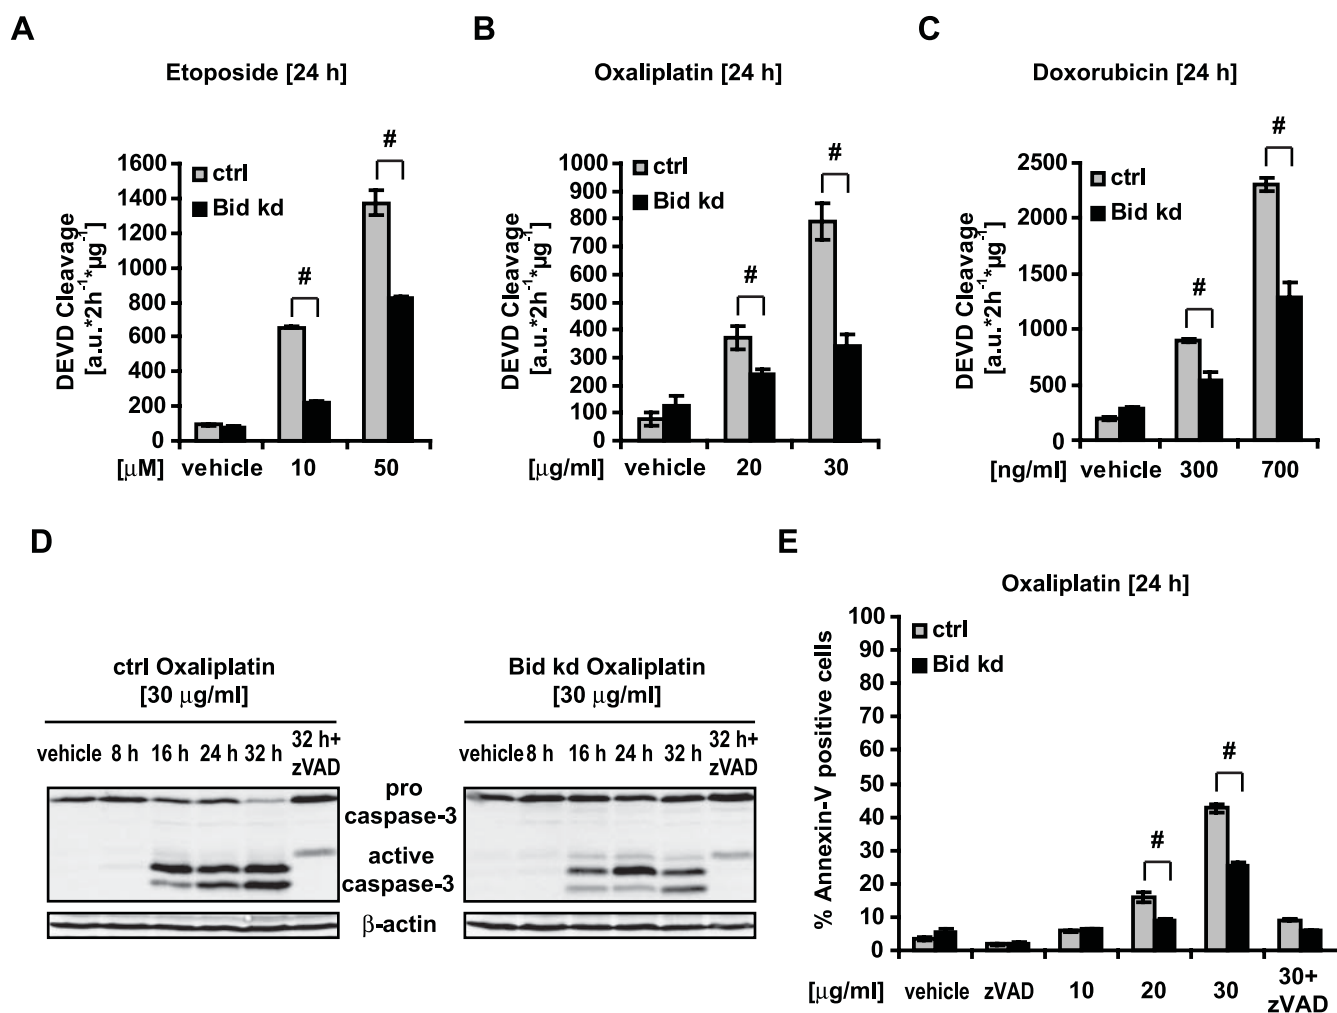 A
Etoposide [24 h]
DEVD Cleavage
[a.u.*2h⁻¹*µg⁻¹]
1600
1400
1200
1000
800
600
400
200
0
ctrl
Bid kd
#
#
[µM] vehicle 10 50
B
Oxaliplatin [24 h]
DEVD Cleavage
[a.u.*2h⁻¹*µg⁻¹]
1000
900
800
700
600
500
400
300
200
100
0
ctrl
Bid kd
#
#
[µg/ml] vehicle 20 30
C
Doxorubicin [24 h]
DEVD Cleavage
[a.u.*2h⁻¹*µg⁻¹]
2500
2000
1500
1000
500
0
ctrl
Bid kd
#
#
[ng/ml] vehicle 300 700
D
ctrl Oxaliplatin
[30 µg/ml]
vehicle 8 h 16 h 24 h 32 h 32 h+
zVAD
Bid kd Oxaliplatin
[30 µg/ml]
vehicle 8 h 16 h 24 h 32 h 32 h+
zVAD
pro
caspase-3
active
caspase-3
β-actin
E
Oxaliplatin [24 h]
% Annexin-V positive cells
100
90
80
70
60
50
40
30
20
10
0
ctrl
Bid kd
#
#
[µg/ml] vehicle zVAD 10 20 30 30+
zVAD